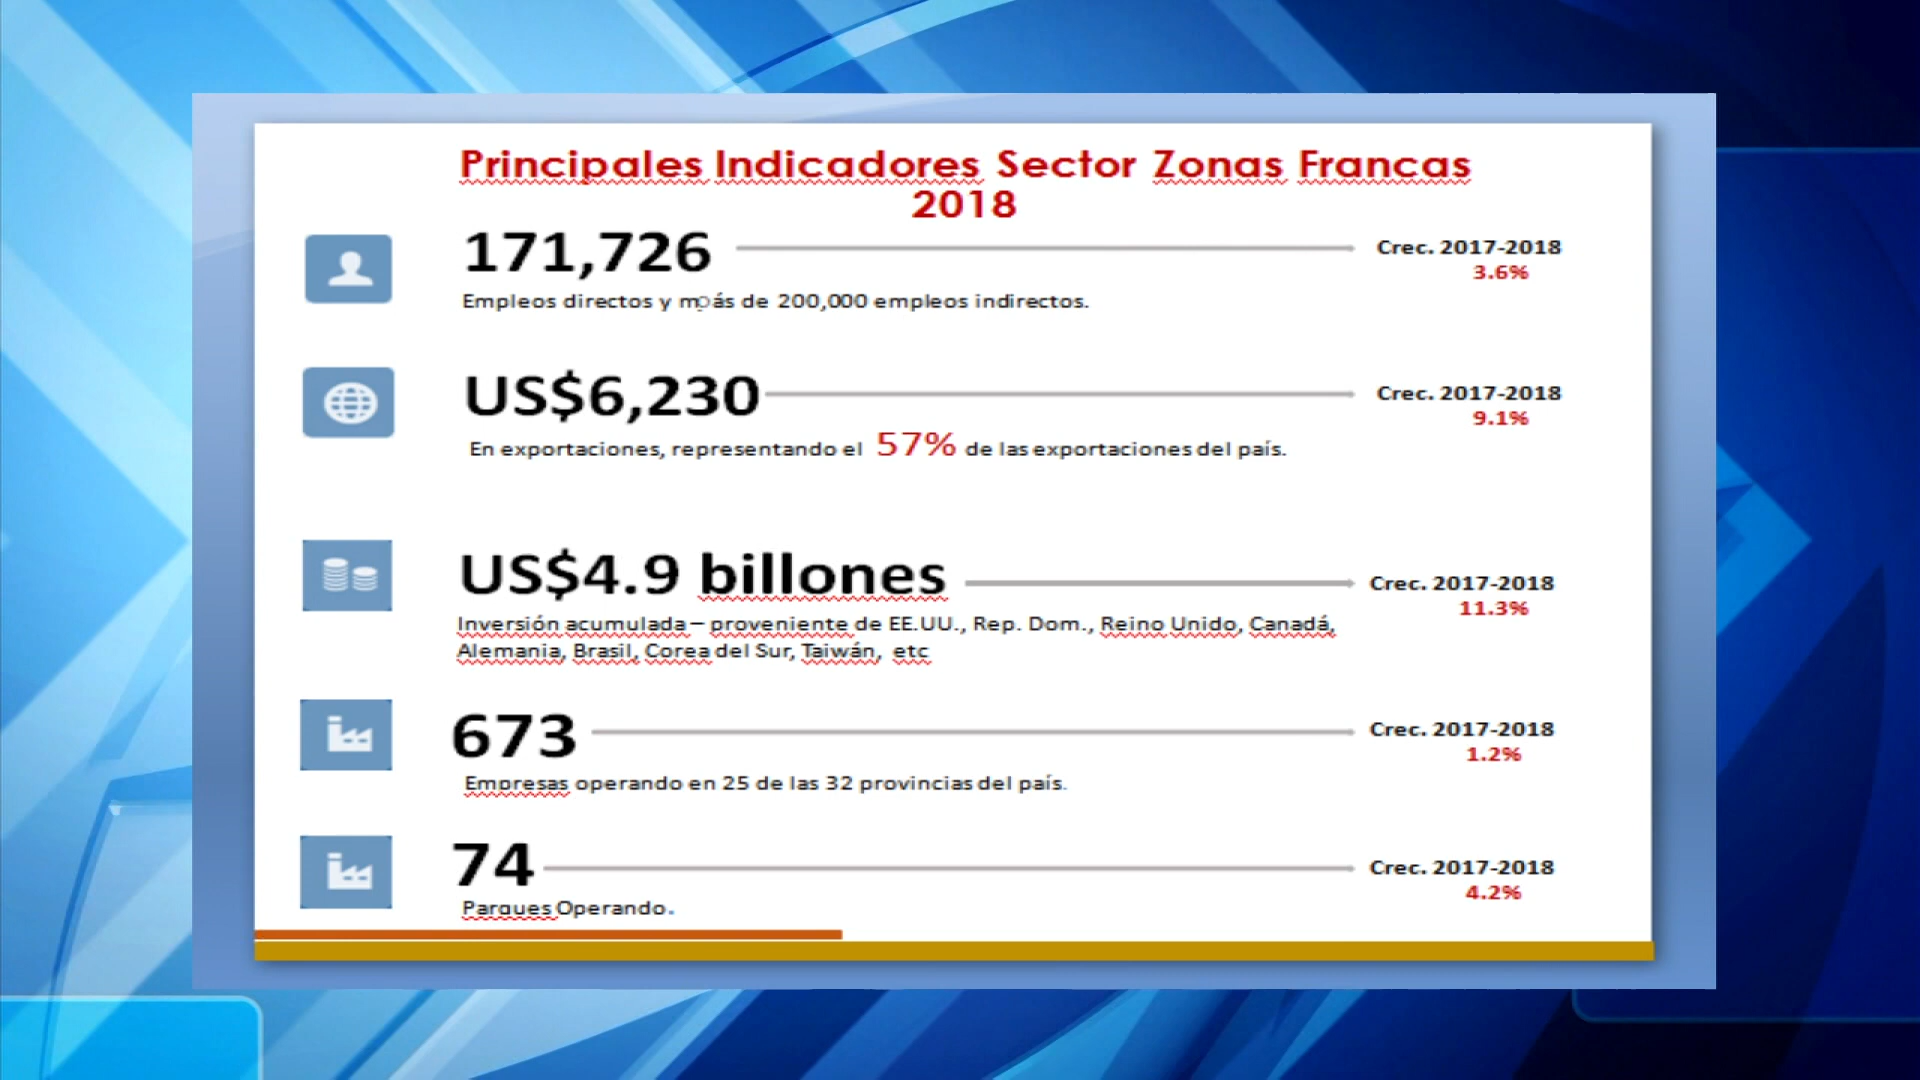 Principales Indicadores Sector Zonas Francas
2018
171,726
Crec. 2017-2018
3.6%
Empleos directos y moás de 200,000 empleos indirectos.
US$6,230
Crec. 2017-2018
9.1%
En exportaciones, representando el 57% de las exportaciones del país.
US$4.9 billones
Crec. 2017-2018
11.3%
Inversión acumulada – proveniente de EE.UU., Rep. Dom., Reino Unido, Canadá,
Alemania, Brasil, Corea del Sur, Taiwán, etc
673
Crec. 2017-2018
1.2%
Empresas operando en 25 de las 32 provincias del país.
74
Crec. 2017-2018
4.2%
Parques Operando.